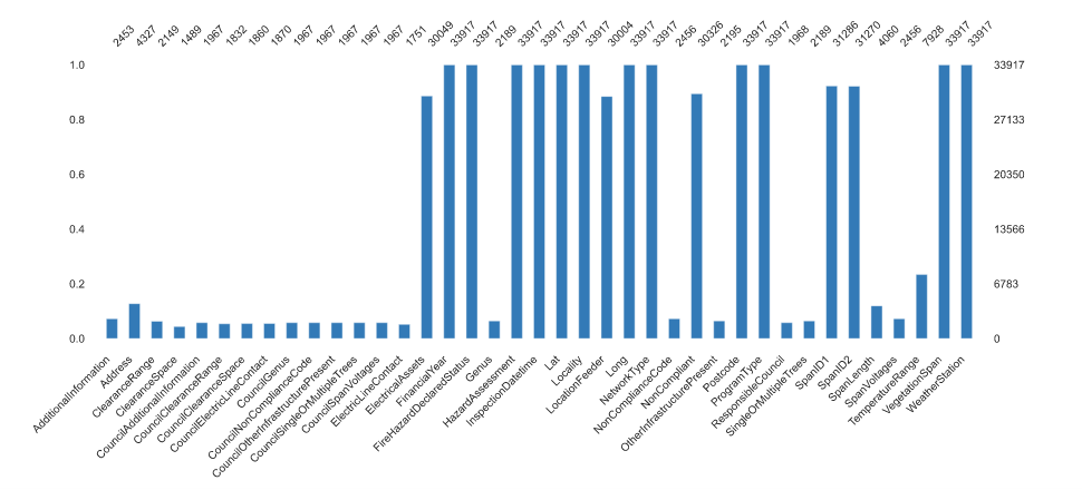 2453 4327 2149 1489 1967 1832 1860 1870 1967 1967 1967 1967 1967 1751 30049 33917 33917 2189 33917 33917 33917 33917 30004 33917 33917 2456 30326 2195 33917 33917 1968 2189 31286 31270 4060 2456 7928 33917 33917
1.0 33917
0.8 27133
0.6 20350
0.4 13566
0.2 6783
0.0 0
AdditionalInformation
Address
ClearanceRange
ClearanceSpace
CouncilAdditionalInformation
CouncilClearanceRange
CouncilClearanceSpace
CouncilElectricLineContact
CouncilGenus
CouncilNonComplianceCode
CouncilOtherInfrastructurePresent
CouncilSingleOrMultipleTrees
CouncilSpanVoltages
ElectricLineContact
ElectricalAssets
FinancialYear
FireHazardDeclaredStatus
Genus
HazardAssessment
InspectionDatetime
Lat
Locality
LocationFeeder
Long
NetworkType
NonComplianceCode
NonCompliant
OtherInfrastructurePresent
Postcode
ProgramType
ResponsibleCouncil
SingleOrMultipleTrees
SpanID1
SpanID2
SpanLength
SpanVoltages
TemperatureRange
VegetationSpan
WeatherStation